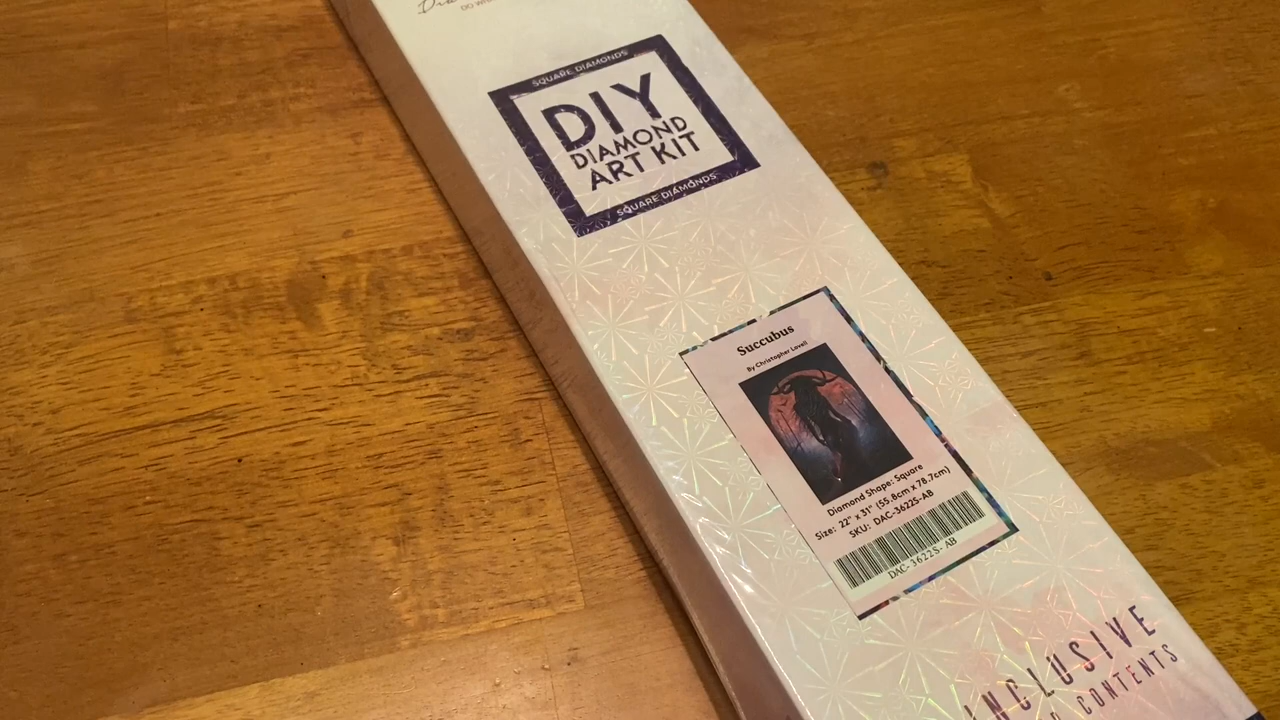 SQUARE DIAMONDS
DIY
DIAMOND
ART KIT
SQUARE DIAMONDS
Succubus
By Christopher Lovell
Diamond Shape: Square
Size: 22" x 31" (55.8cm x 78.7cm)
SKU: DAC-3622S-AB
DAC-3622S-AB
INCLUSIVE
CONTENTS